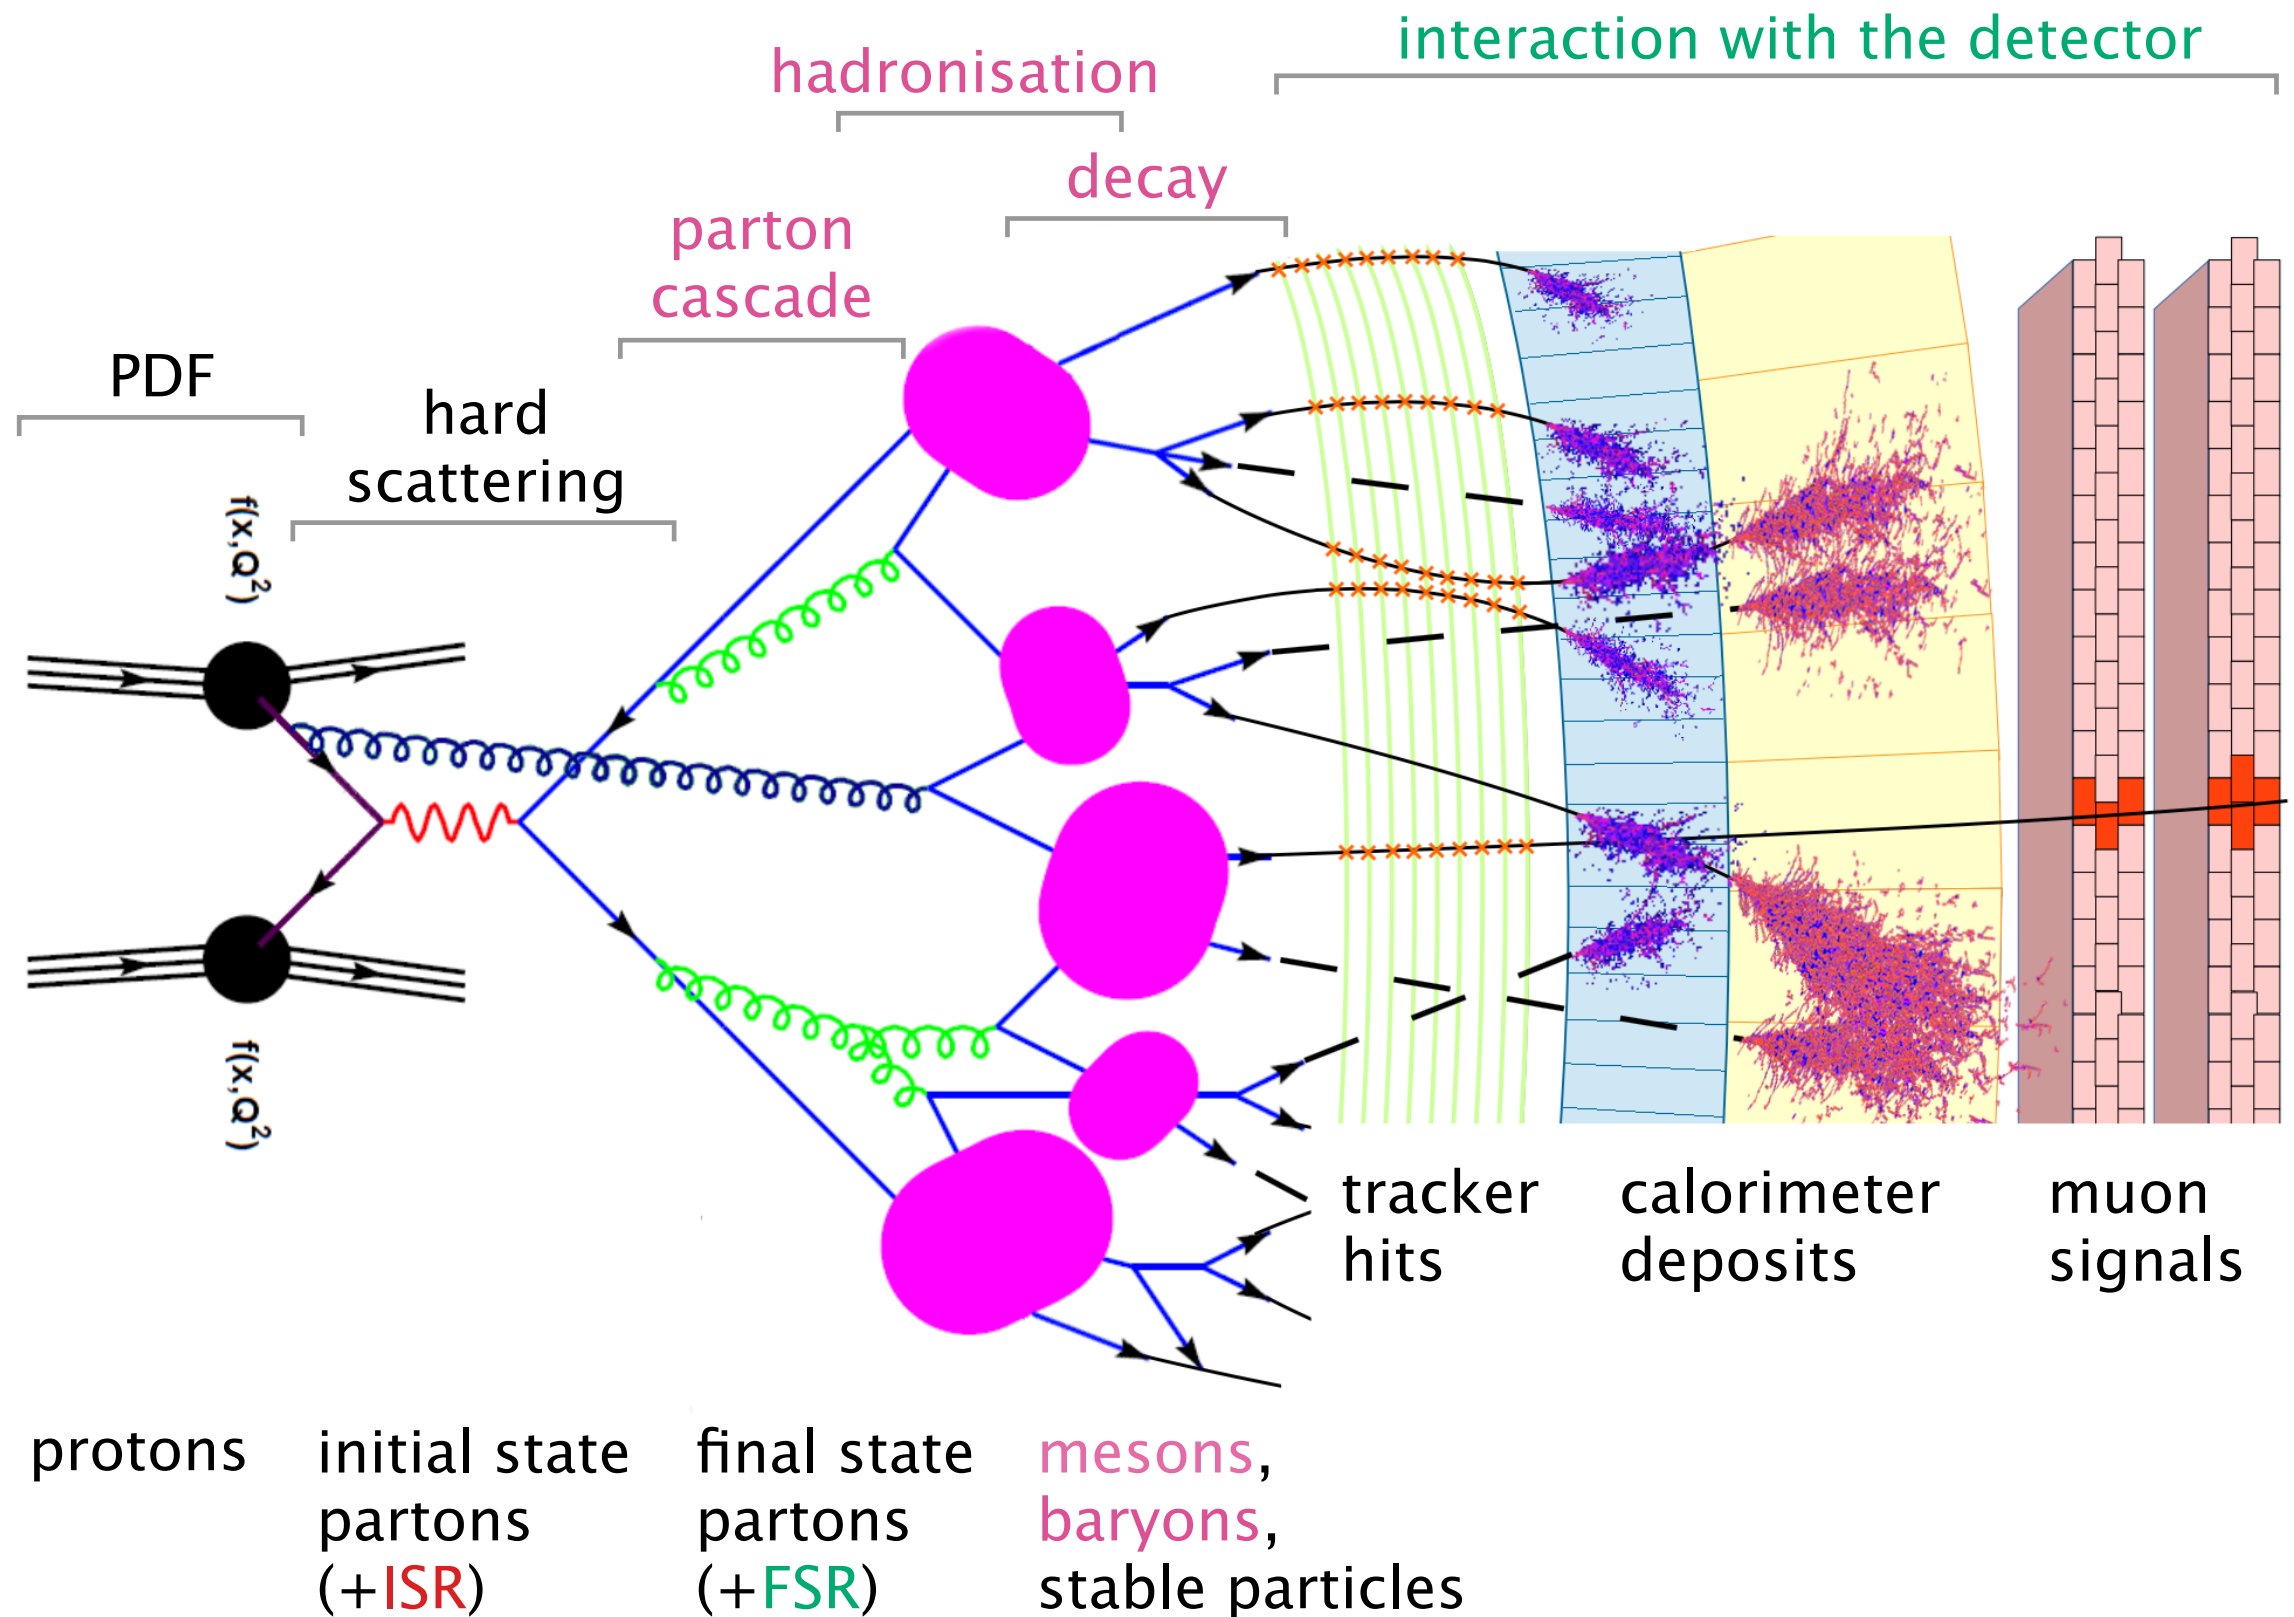 interaction with the detector
hadronisation
decay
parton
cascade
PDF
hard
scattering
f(x,Q²)
f(x,Q²)
tracker
hits
calorimeter
deposits
muon
signals
protons
initial state
partons
(+ISR)
final state
partons
(+FSR)
mesons,
baryons,
stable particles